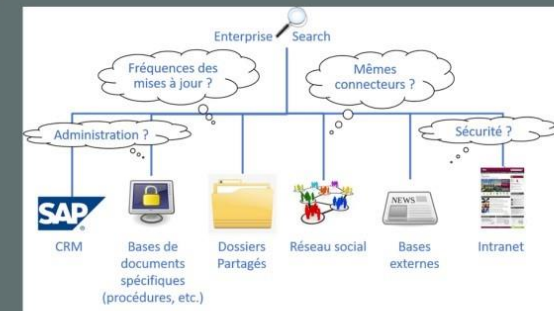 Enterprise Search
Fréquences des
mises à jour ?
Mêmes
connecteurs ?
Administration ?
Sécurité ?
SAP
NEWS
CRM
Bases de
documents
spécifiques
(procédures, etc.)
Dossiers
Partagés
Réseau social
Bases
externes
Intranet